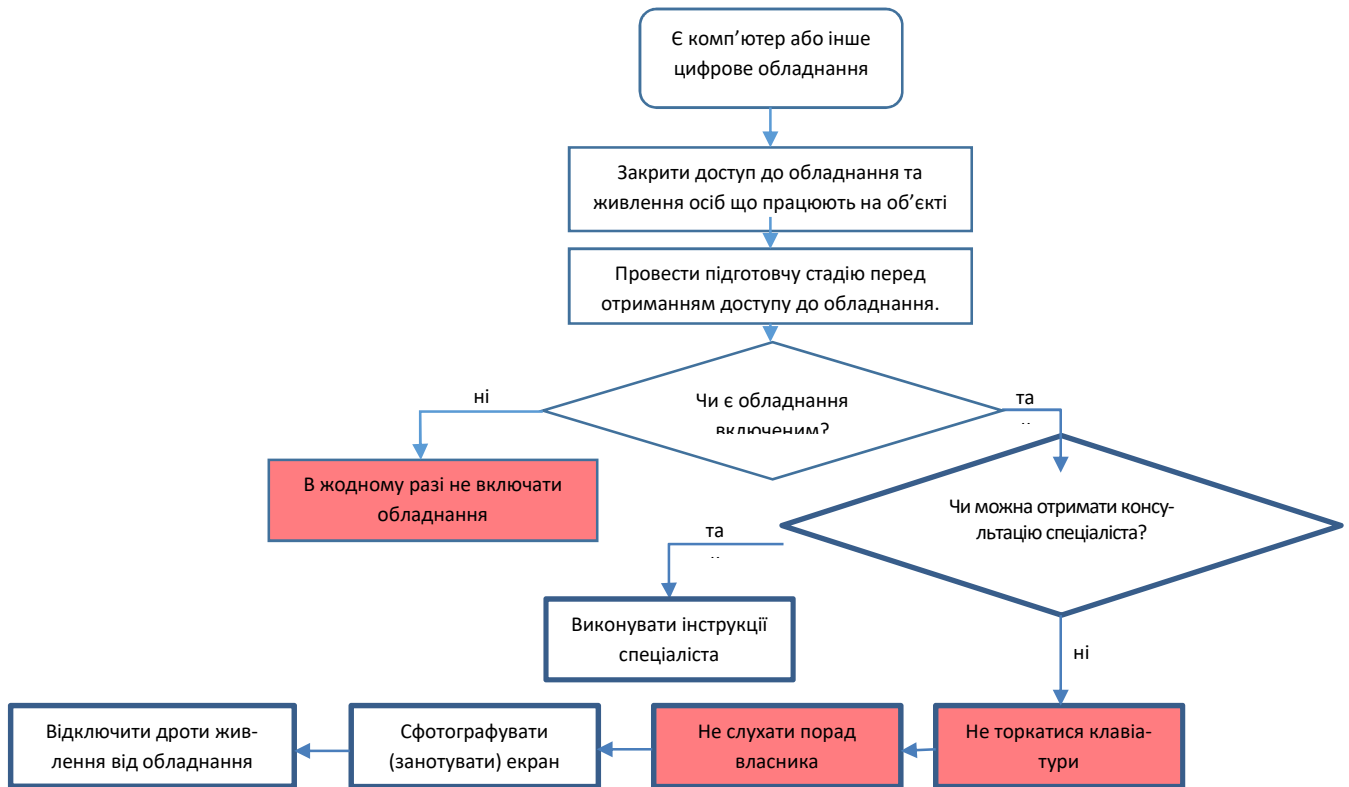 Є комп’ютер або інше
цифрове обладнання
Закрити доступ до обладнання та
живлення осіб що працюють на об’єкті
Провести підготовчу стадію перед
отриманням доступу до обладнання.
Чи є обладнання
включеним?
ні
та
В жодному разі не включати
обладнання
Чи можна отримати консу-
льтацію спеціаліста?
та
Виконувати інструкції
спеціаліста
ні
Відключити дроти жив-
лення від обладнання
Сфотографувати
(занотувати) екран
Не слухати порад
власника
Не торкатися клавіа-
тури